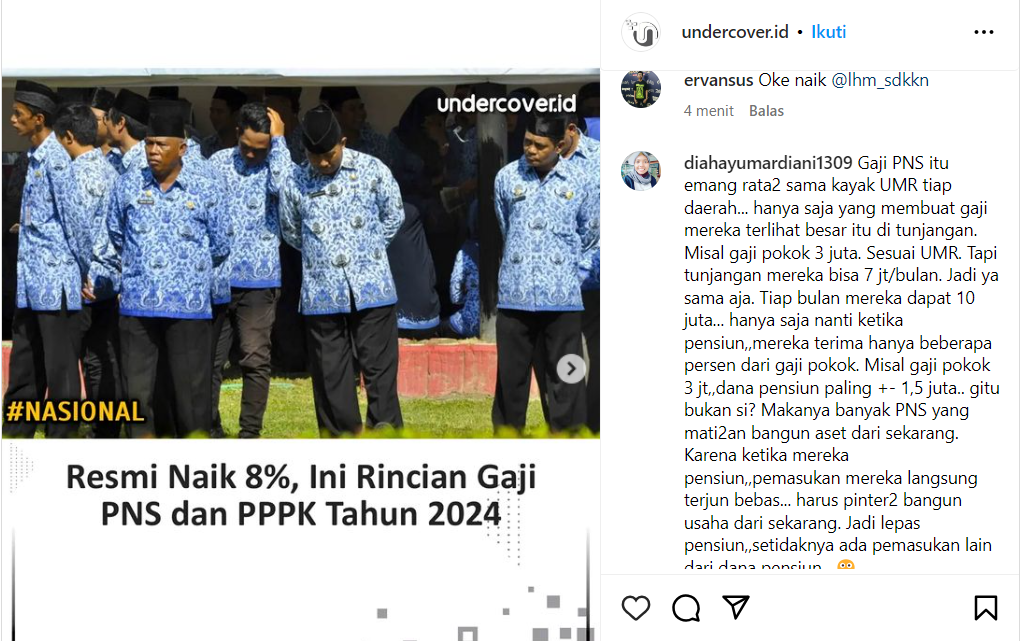 undercover.id
#NASIONAL
Resmi Naik 8%, Ini Rincian Gaji
PNS dan PPPK Tahun 2024
undercover.id • Ikuti
ervansus Oke naik @lhm_sdkkn
4 menit Balas
diahayumardiani1309 Gaji PNS itu
emang rata2 sama kayak UMR tiap
daerah... hanya saja yang membuat gaji
mereka terlihat besar itu di tunjangan.
Misal gaji pokok 3 juta. Sesuai UMR. Tapi
tunjangan mereka bisa 7 jt/bulan. Jadi ya
sama aja. Tiap bulan mereka dapat 10
juta... hanya saja nanti ketika
pensiun,,mereka terima hanya beberapa
persen dari gaji pokok. Misal gaji pokok
3 jt,,dana pensiun paling +- 1,5 juta.. gitu
bukan si? Makanya banyak PNS yang
mati2an bangun aset dari sekarang.
Karena ketika mereka
pensiun,,pemasukan mereka langsung
terjun bebas... harus pinter2 bangun
usaha dari sekarang. Jadi lepas
pensiun,,setidaknya ada pemasukan lain
dari dana pensiun...